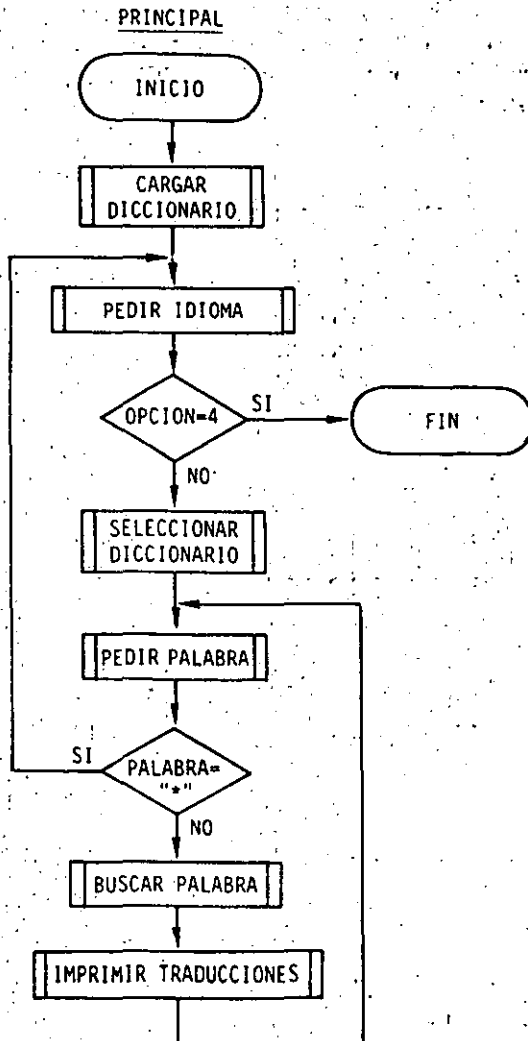 PRINCIPAL
INICIO
CARGAR
DICCIONARIO
PEDIR IDIOMA
OPCION=4
SI
FIN
NO
SELECCIONAR
DICCIONARIO
PEDIR PALABRA
SI
PALABRA=
"*"
NO
BUSCAR PALABRA
IMPRIMIR TRADUCCIONES